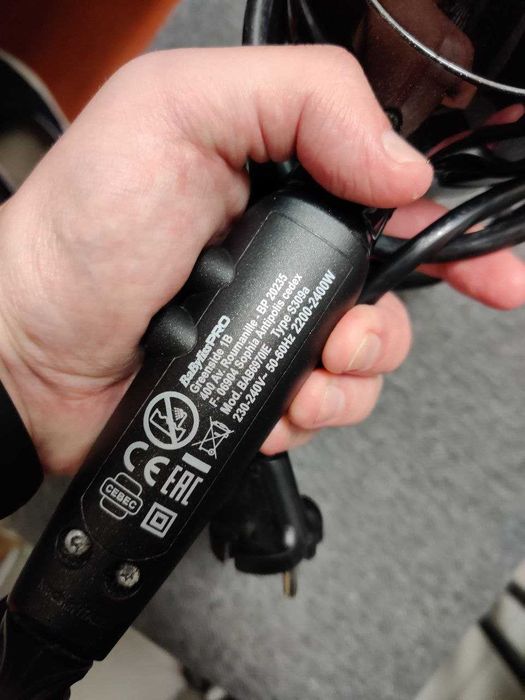 BaBylissPRO
Greenside 1B
400 Av. Roumanille - BP 20235
F - 06904 Sophia Antipolis cedex
Mod. BAB6970IE Type S309a
230-240V~ 50-60Hz 2200-2400W
CE EAC
CEBEC